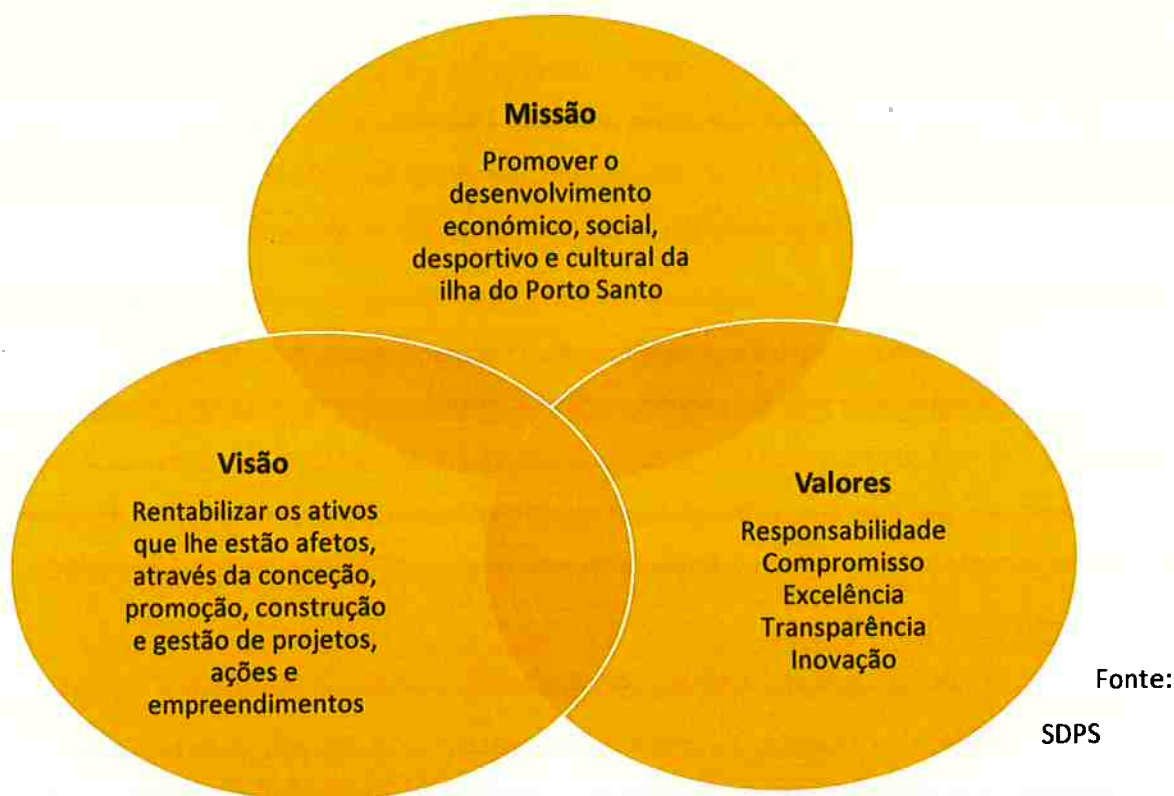 Missão
Promover o
desenvolvimento
económico, social,
desportivo e cultural da
ilha do Porto Santo
Visão
Rentabilizar os ativos
que lhe estão afetos,
através da conceção,
promoção, construção
e gestão de projetos,
ações e
empreendimentos
Valores
Responsabilidade
Compromisso
Excelência
Transparência
Inovação
Fonte:
SDPS